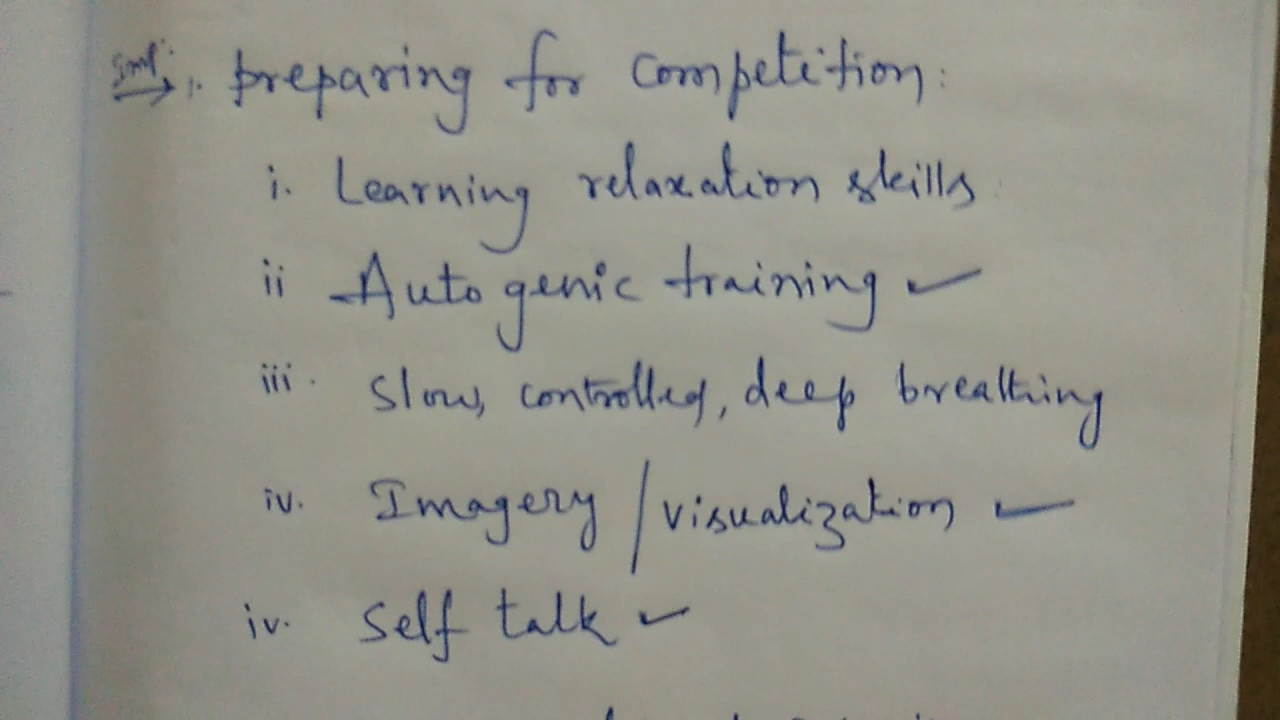 Imp: preparing for competition:
i. Learning relaxation skills
ii Autogenic training ✓
iii. Slow, controlled, deep breathing
iv. Imagery / visualization ✓
iv. Self talk ✓